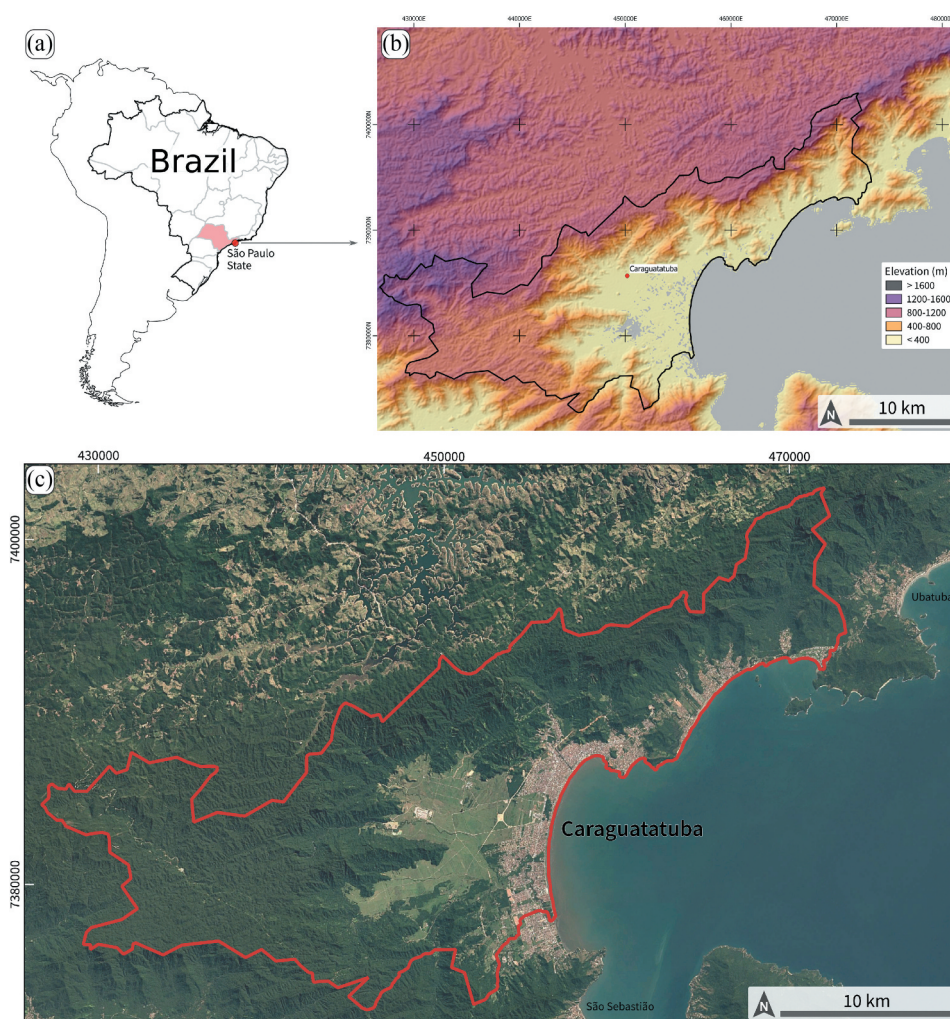 (a)
Brazil
São Paulo
State
(b)
430000E
440000E
450000E
460000E
470000E
7400000N
7390000N
7380000N
Caraguatatuba
Elevation (m)
> 1600
1200-1600
800-1200
400-800
< 400
N
10 km
(c)
430000
450000
470000
7400000
7380000
Ubatuba
Caraguatatuba
São Sebastião
N
10 km